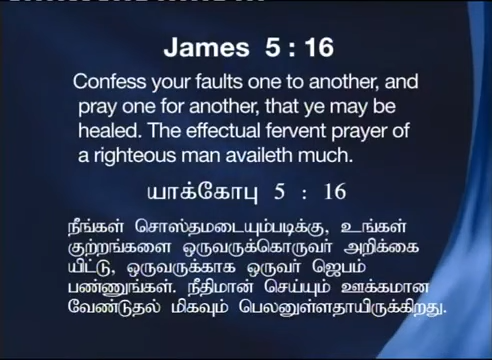 James 5 : 16
Confess your faults one to another, and
pray one for another, that ye may be
healed. The effectual fervent prayer of
a righteous man availeth much.
யாக்கோபு 5 : 16
நீங்கள் சொஸ்தமடையும்படிக்கு, உங்கள்
குற்றங்களை ஒருவருக்கொருவர் அறிக்கை
யிட்டு, ஒருவருக்காக ஒருவர் ஜெபம்
பண்ணுங்கள். நீதிமான் செய்யும் ஊக்கமான
வேண்டுதல் மிகவும் பெலனுள்ளதாயிருக்கிறது.